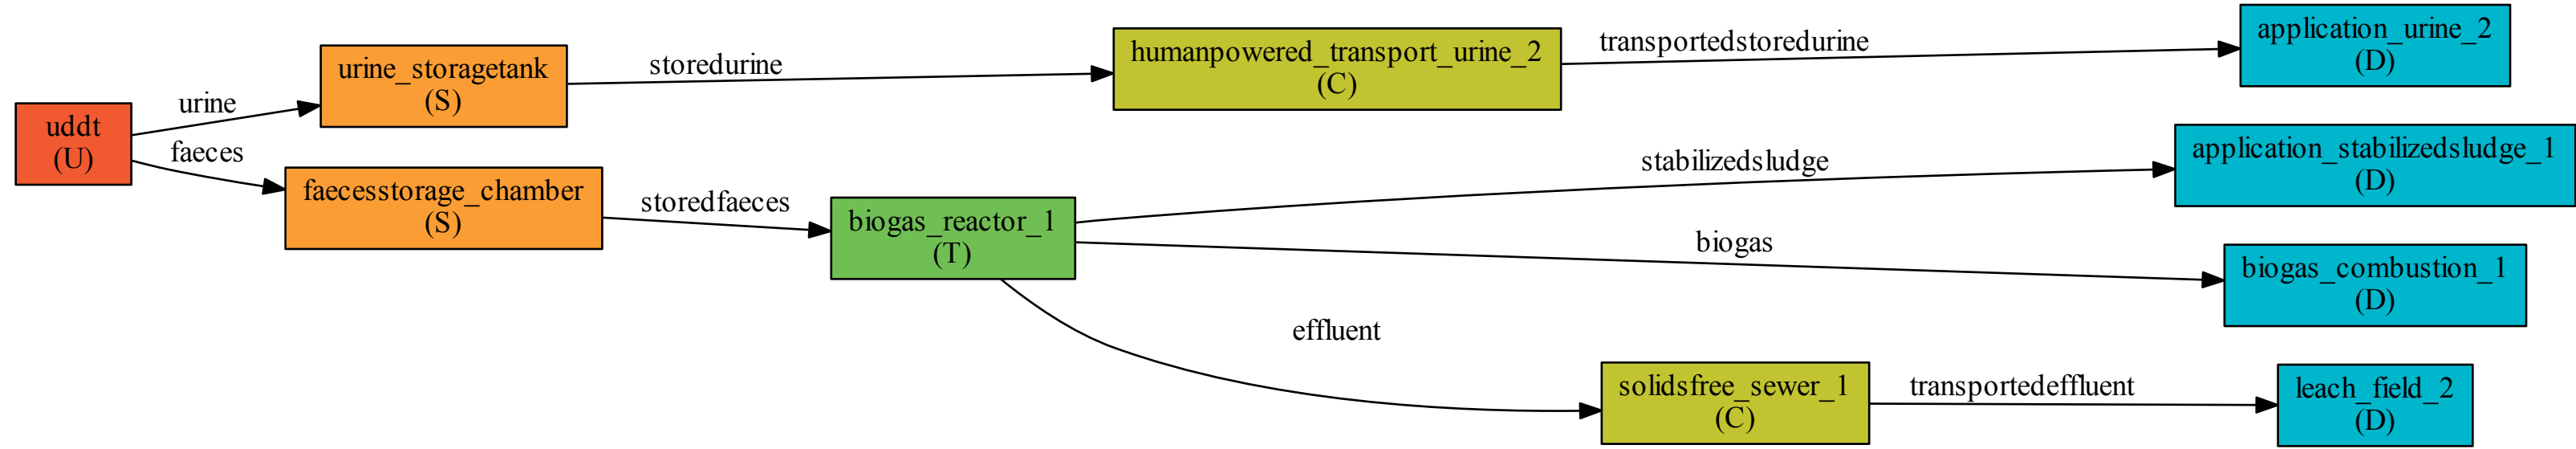 uddt
(U)
urine
faeces
urine_storagetank
(S)
faecesstorage_chamber
(S)
storedurine
storedfaeces
biogas_reactor_1
(T)
humanpowered_transport_urine_2
(C)
transportedstoredurine
stabilizedsludge
biogas
effluent
solidsfree_sewer_1
(C)
transportedeffluent
application_urine_2
(D)
application_stabilizedsludge_1
(D)
biogas_combustion_1
(D)
leach_field_2
(D)